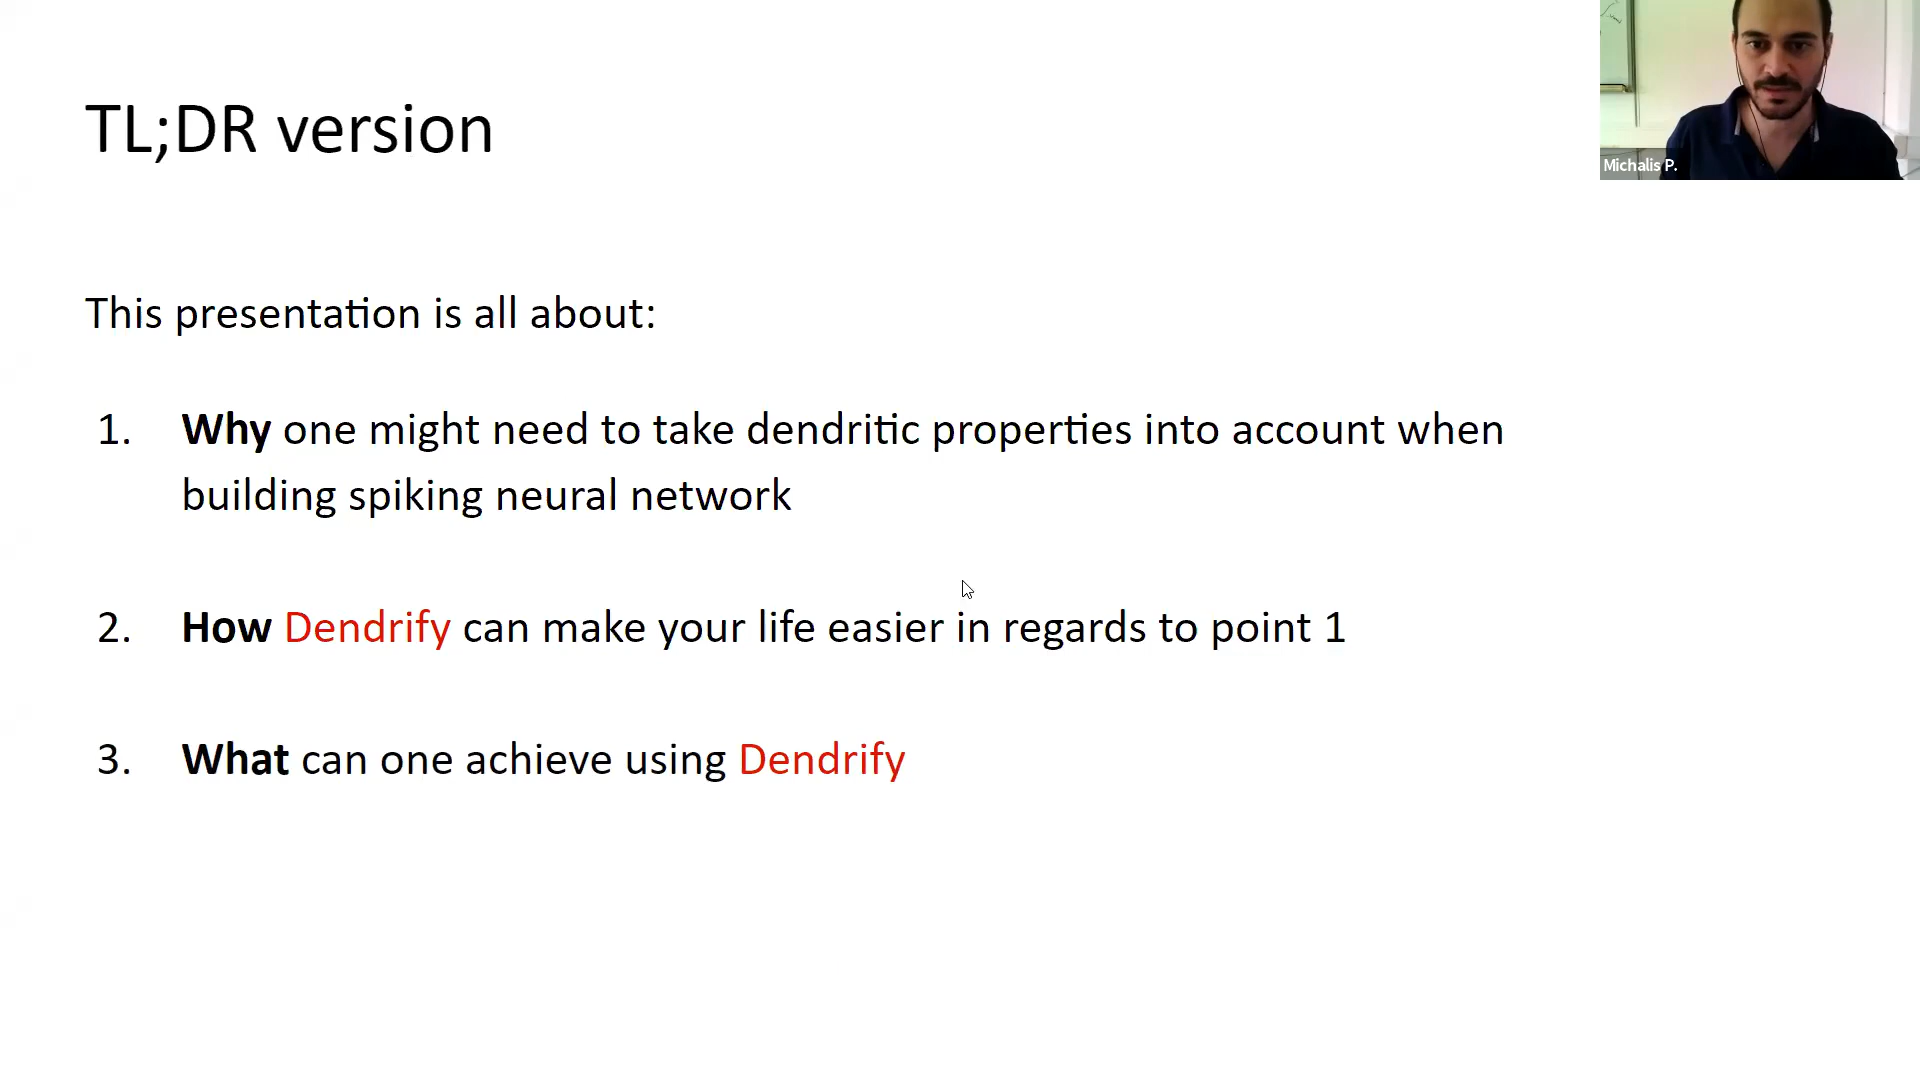 TL;DR version
Michalis P.
This presentation is all about:
1. Why one might need to take dendritic properties into account when
building spiking neural network
2. How Dendrify can make your life easier in regards to point 1
3. What can one achieve using Dendrify